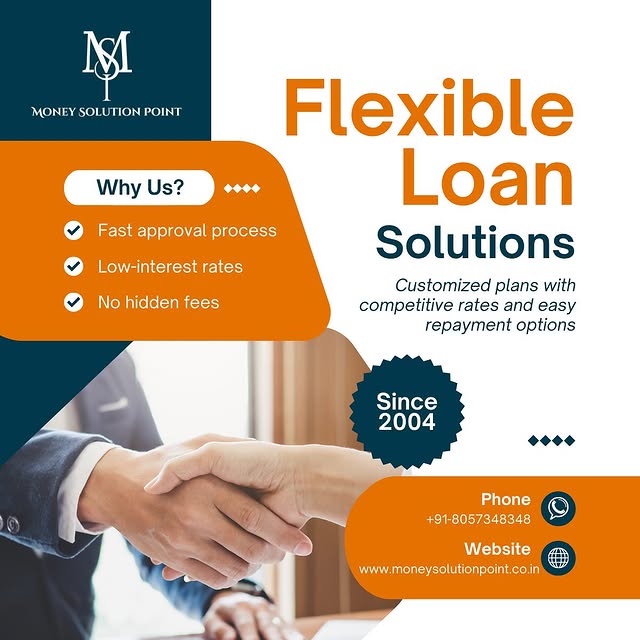 MS
MONEY SOLUTION POINT
Flexible
Loan
Solutions
Customized plans with
competitive rates and easy
repayment options
Why Us?
Fast approval process
Low-interest rates
No hidden fees
Since
2004
Phone
+91-8057348348
Website
www.moneysolutionpoint.co.in